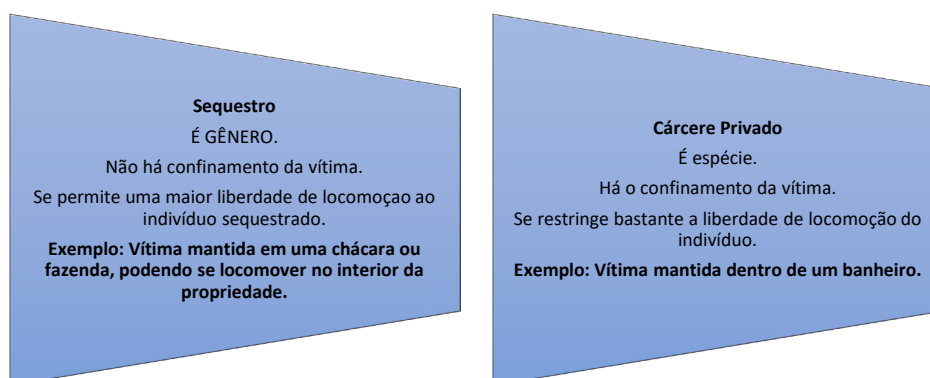 Sequestro
É GÊNERO.
Não há confinamento da vítima.
Se permite uma maior liberdade de locomoçao ao
indivíduo sequestrado.
Exemplo: Vítima mantida em uma chácara ou
fazenda, podendo se locomover no interior da
propriedade.
Cárcere Privado
É espécie.
Há o confinamento da vítima.
Se restringe bastante a liberdade de locomoção do
indivíduo.
Exemplo: Vítima mantida dentro de um banheiro.